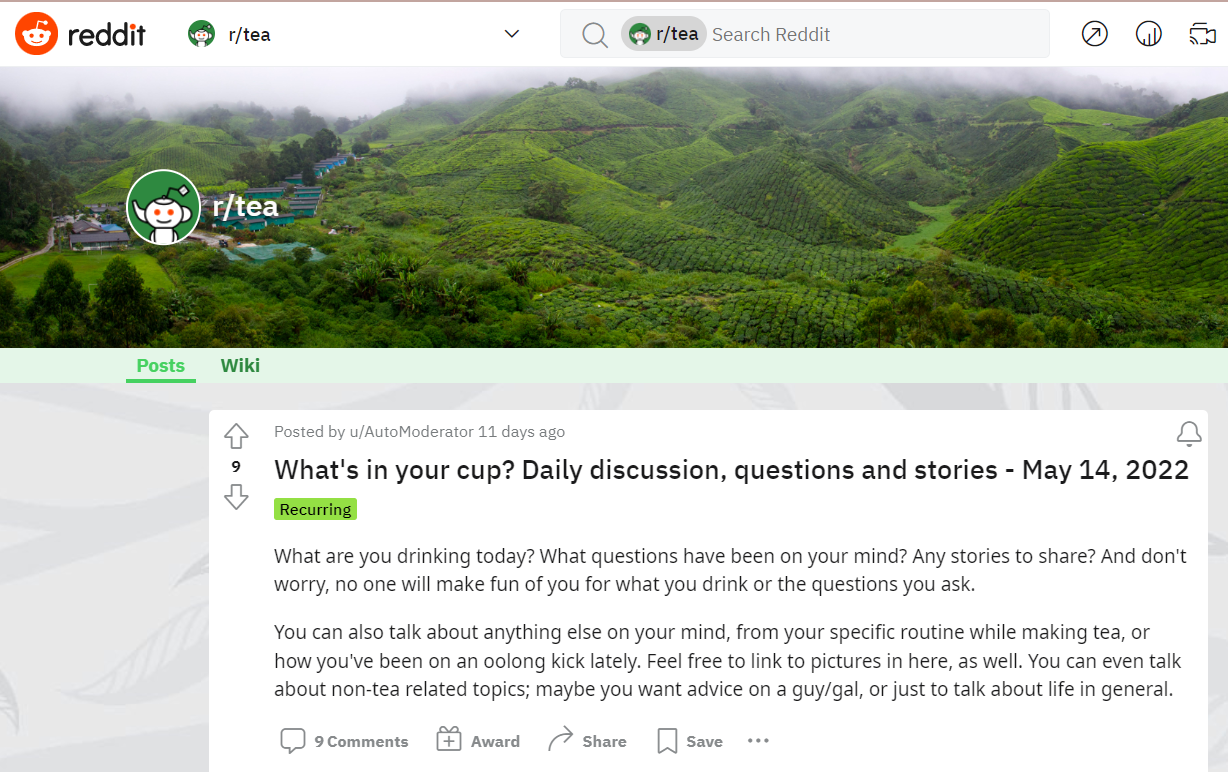 reddit
r/tea
r/tea Search Reddit
r/tea
Posts Wiki
Posted by u/AutoModerator 11 days ago
9
What's in your cup? Daily discussion, questions and stories - May 14, 2022
Recurring
What are you drinking today? What questions have been on your mind? Any stories to share? And don't
worry, no one will make fun of you for what you drink or the questions you ask.
You can also talk about anything else on your mind, from your specific routine while making tea, or
how you've been on an oolong kick lately. Feel free to link to pictures in here, as well. You can even talk
about non-tea related topics; maybe you want advice on a guy/gal, or just to talk about life in general.
9 Comments Award Share Save